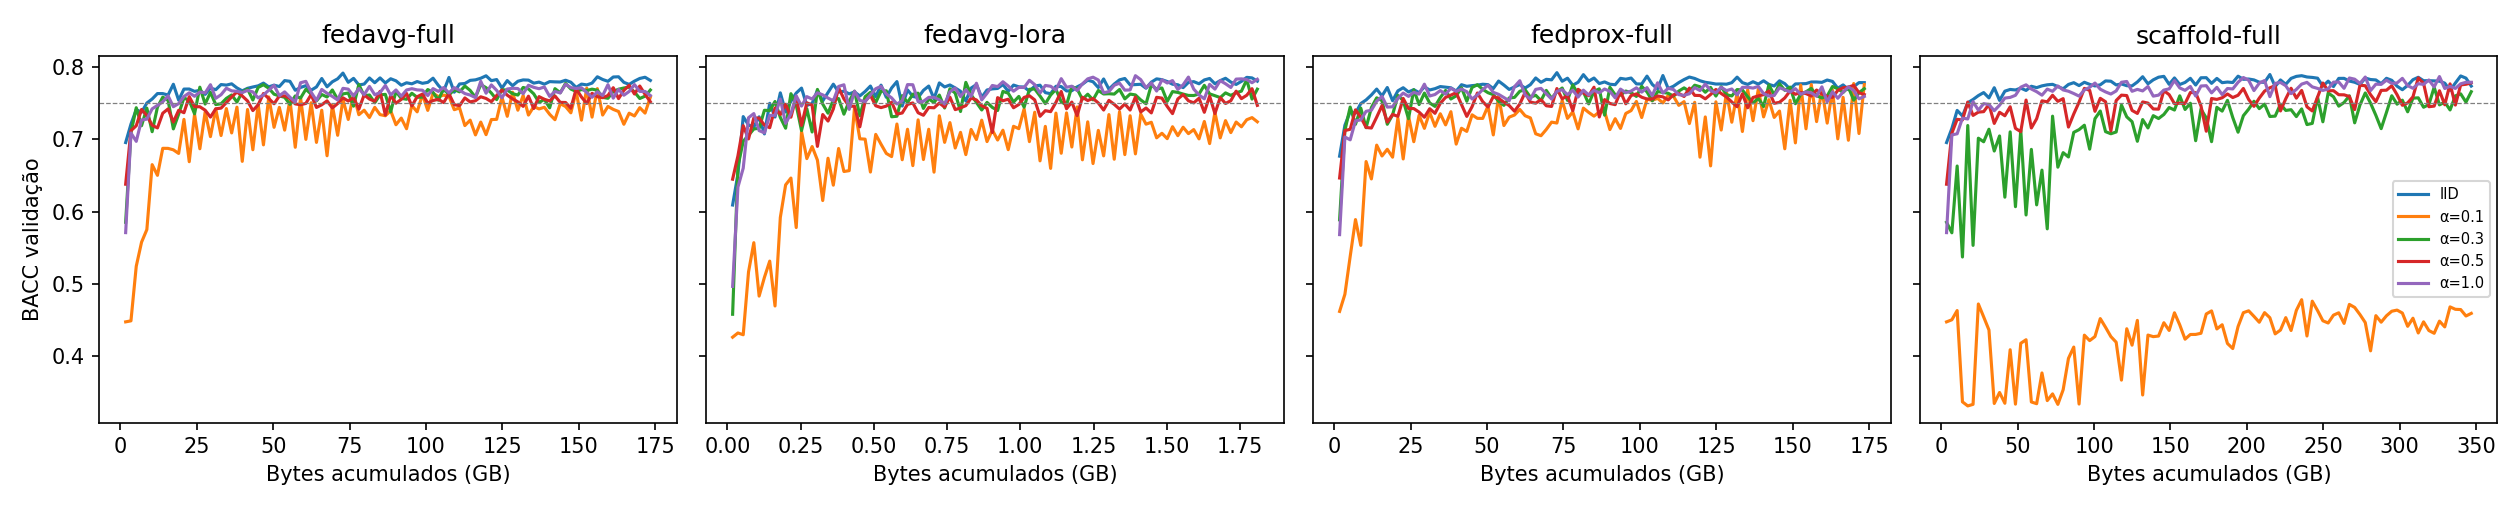 fedavg-full
fedavg-lora
fedprox-full
scaffold-full
BACC validação
0.8
0.7
0.6
0.5
0.4
0 25 50 75 100 125 150 175
0.00 0.25 0.50 0.75 1.00 1.25 1.50 1.75
0 25 50 75 100 125 150 175
0 50 100 150 200 250 300 350
Bytes acumulados (GB)
Bytes acumulados (GB)
Bytes acumulados (GB)
Bytes acumulados (GB)
IID
α=0.1
α=0.3
α=0.5
α=1.0